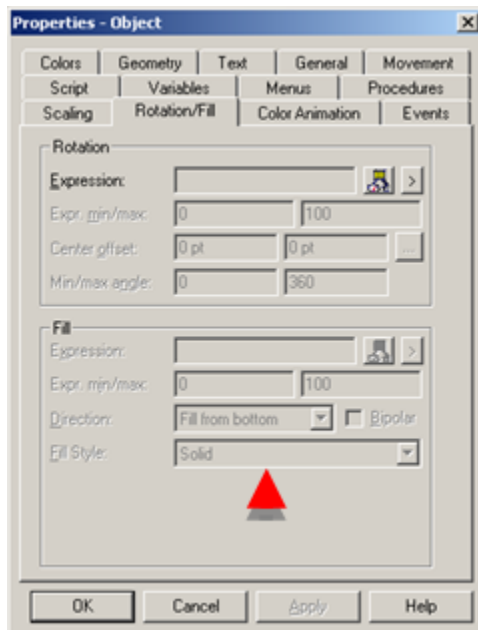 Properties - Object
Colors Geometry Text General Movement
Script Variables Menus Procedures
Scaling Rotation/Fill Color Animation Events
Rotation
Expression: >
Expr. min/max: 0 100
Center offset: 0 pt 0 pt ...
Min/max angle: 0 360
Fill
Expression: >
Expr. min/max: 0 100
Direction: Fill from bottom Bipolar
Fill Style: Solid
OK Cancel Apply Help